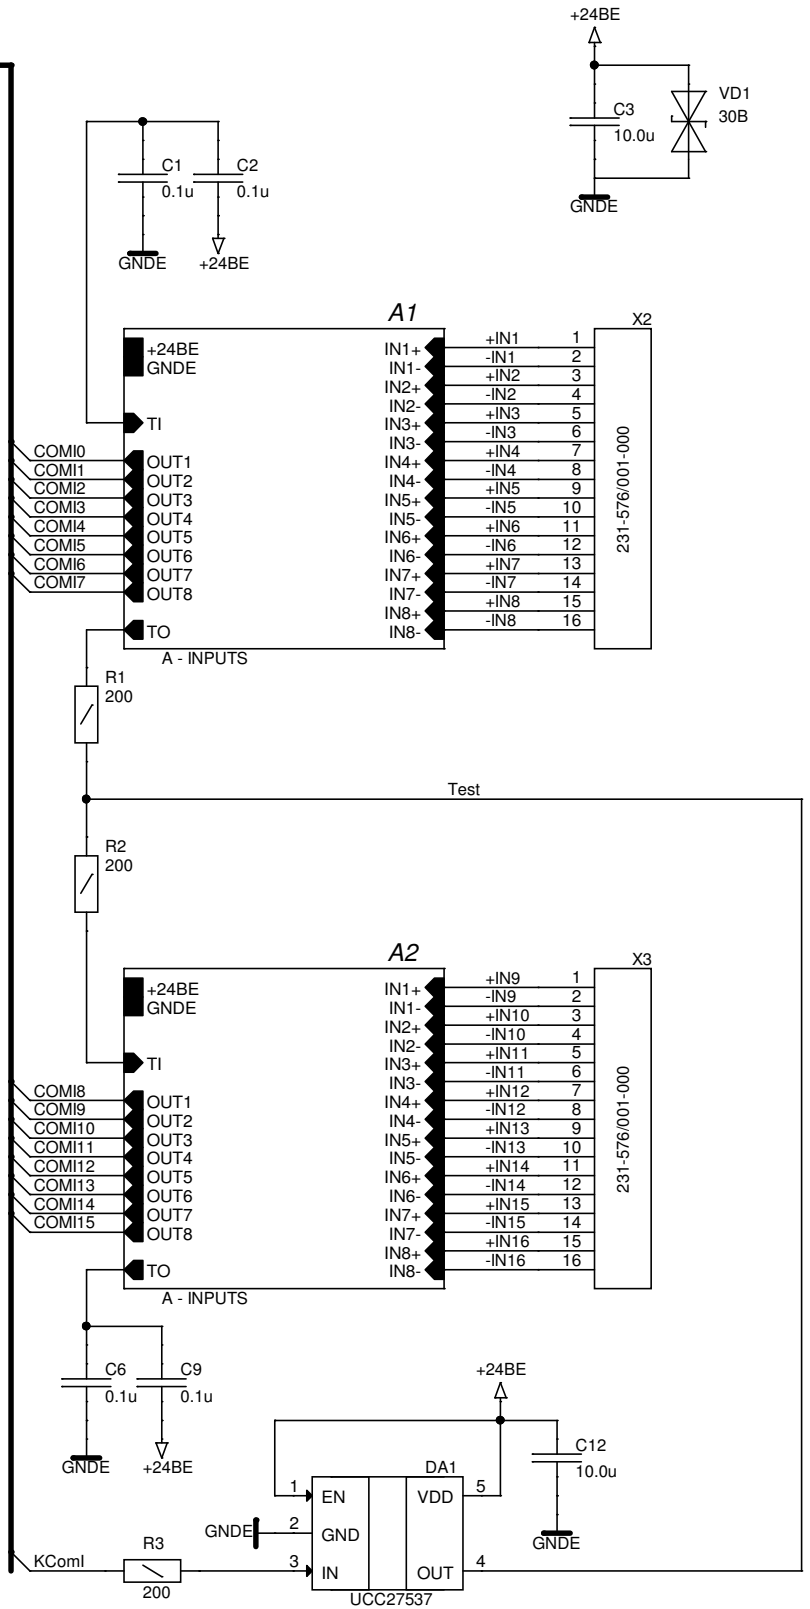 +24BE
C3
10.0u
VD1
30B
GNDE
C1
0.1u
C2
0.1u
GNDE
+24BE
A1
X2
+24BE
GNDE
TI
COMI0
OUT1
COMI1
OUT2
COMI2
OUT3
COMI3
OUT4
COMI4
OUT5
COMI5
OUT6
COMI6
OUT7
COMI7
OUT8
TO
IN1+ +IN1 1
IN1- -IN1 2
IN2+ +IN2 3
IN2- -IN2 4
IN3+ +IN3 5
IN3- -IN3 6
IN4+ +IN4 7
IN4- -IN4 8
IN5+ +IN5 9
IN5- -IN5 10
IN6+ +IN6 11
IN6- -IN6 12
IN7+ +IN7 13
IN7- -IN7 14
IN8+ +IN8 15
IN8- -IN8 16
231-576/001-000
A - INPUTS
R1
200
Test
R2
200
A2
X3
+24BE
GNDE
TI
COMI8
OUT1
COMI9
OUT2
COMI10
OUT3
COMI11
OUT4
COMI12
OUT5
COMI13
OUT6
COMI14
OUT7
COMI15
OUT8
TO
IN1+ +IN9 1
IN1- -IN9 2
IN2+ +IN10 3
IN2- -IN10 4
IN3+ +IN11 5
IN3- -IN11 6
IN4+ +IN12 7
IN4- -IN12 8
IN5+ +IN13 9
IN5- -IN13 10
IN6+ +IN14 11
IN6- -IN14 12
IN7+ +IN15 13
IN7- -IN15 14
IN8+ +IN16 15
IN8- -IN16 16
231-576/001-000
A - INPUTS
C6
0.1u
C9
0.1u
GNDE
+24BE
+24BE
C12
10.0u
GNDE
DA1
1 EN VDD 5
GNDE 2 GND
3 IN OUT 4
UCC27537
KComI
R3
200